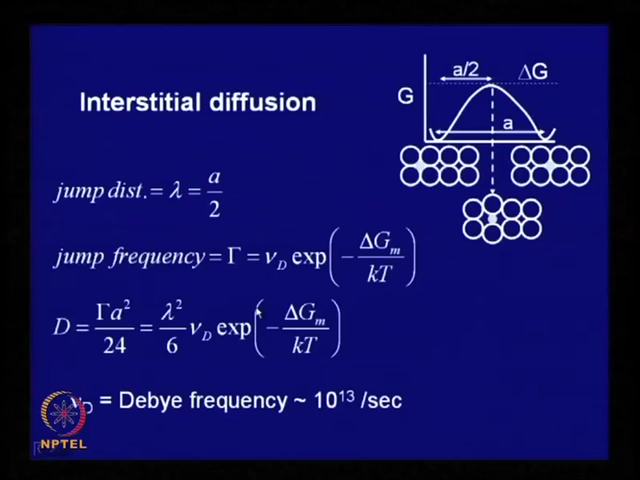 Interstitial diffusion
a/2
ΔG
G
a
jump dist. = λ = a/2
jump frequency = Γ = ν_D exp(−ΔG_m/kT)
D = Γa²/24 = λ²/6 ν_D exp(−ΔG_m/kT)
ν_D = Debye frequency ~ 10¹³ /sec
NPTEL